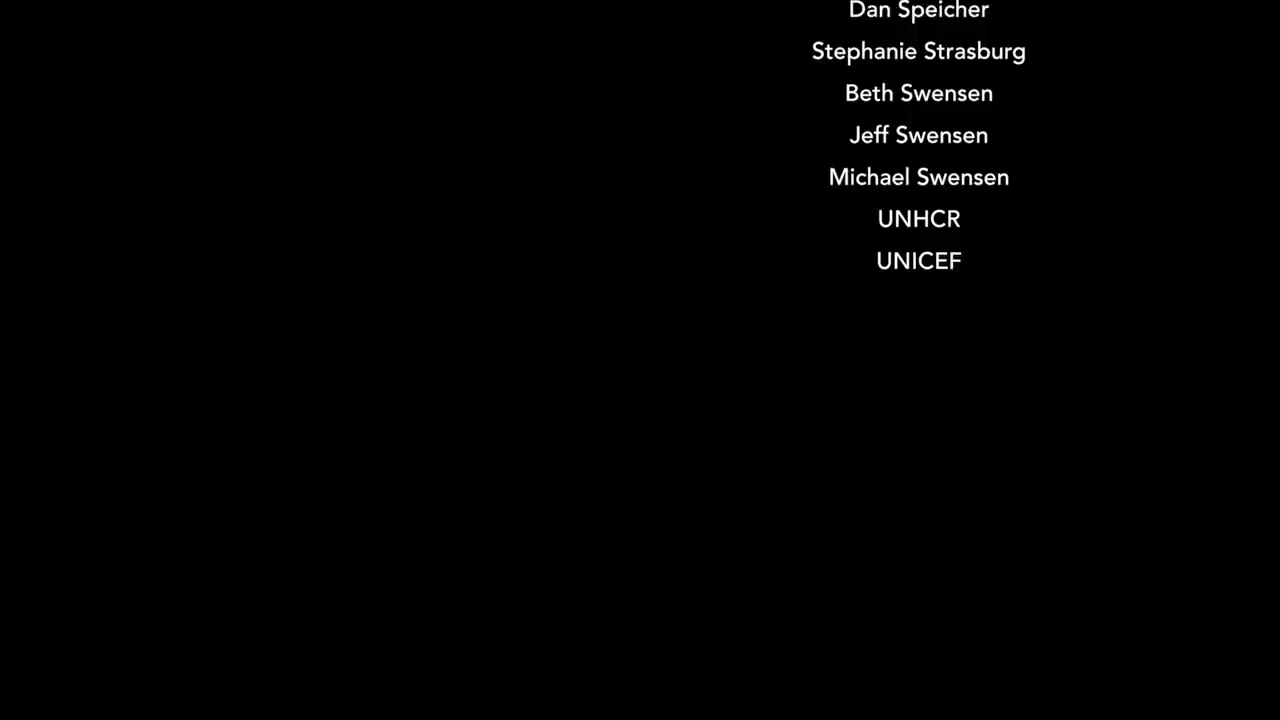 Dan Speicher
Stephanie Strasburg
Beth Swensen
Jeff Swensen
Michael Swensen
UNHCR
UNICEF